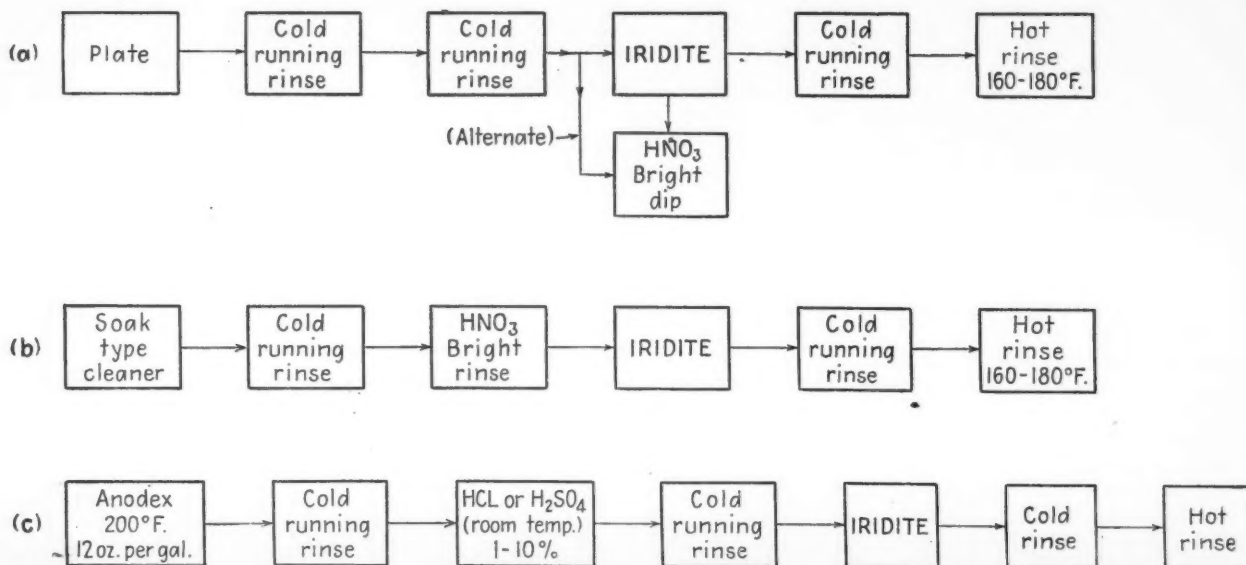 (a)
Plate
Cold
running
rinse
Cold
running
rinse
IRIDITE
Cold
running
rinse
Hot
rinse
160-180°F.
(Alternate)
HNO₃
Bright
dip
(b)
Soak
type
cleaner
Cold
running
rinse
HNO₃
Bright
rinse
IRIDITE
Cold
running
rinse
Hot
rinse
160-180°F.
(c)
Anodex
200°F.
12 oz. per gal.
Cold
running
rinse
HCL or H₂SO₄
(room temp.)
1-10%
Cold
running
rinse
IRIDITE
Cold
rinse
Hot
rinse